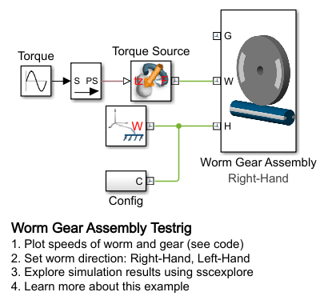 Torque
Torque Source
S PS
G
W
H
W
C
Config
Worm Gear Assembly
Right-Hand
Worm Gear Assembly Testrig
1. Plot speeds of worm and gear (see code)
2. Set worm direction: Right-Hand, Left-Hand
3. Explore simulation results using sscexplore
4. Learn more about this example